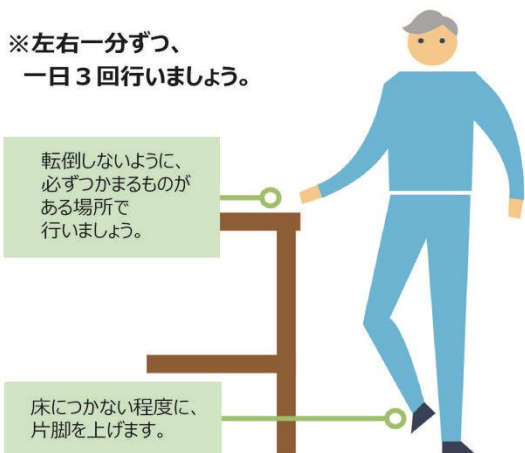 ※左右一分ずつ、
一日３回行いましょう。
転倒しないように、
必ずつかまるものが
ある場所で
行いましょう。
床につかない程度に、
片脚を上げます。